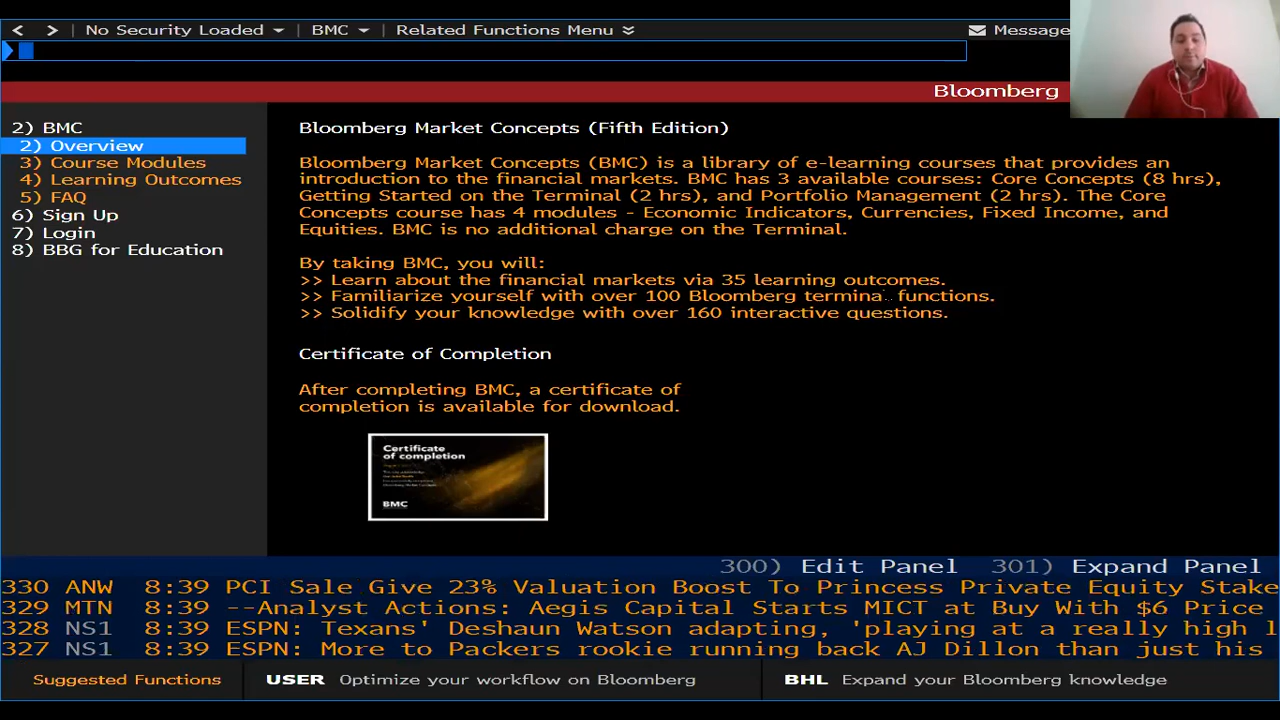 No Security Loaded BMC Related Functions Menu Message
Bloomberg
2) BMC
2) Overview
3) Course Modules
4) Learning Outcomes
5) FAQ
6) Sign Up
7) Login
8) BBG for Education
Bloomberg Market Concepts (Fifth Edition)
Bloomberg Market Concepts (BMC) is a library of e-learning courses that provides an
introduction to the financial markets. BMC has 3 available courses: Core Concepts (8 hrs),
Getting Started on the Terminal (2 hrs), and Portfolio Management (2 hrs). The Core
Concepts course has 4 modules - Economic Indicators, Currencies, Fixed Income, and
Equities. BMC is no additional charge on the Terminal.
By taking BMC, you will:
>> Learn about the financial markets via 35 learning outcomes.
>> Familiarize yourself with over 100 Bloomberg terminal functions.
>> Solidify your knowledge with over 160 interactive questions.
Certificate of Completion
After completing BMC, a certificate of
completion is available for download.
Certificate
of completion
BMC
300) Edit Panel 301) Expand Panel
330 ANW 8:39 PCI Sale Give 23% Valuation Boost To Princess Private Equity Stake
329 MTN 8:39 --Analyst Actions: Aegis Capital Starts MICT at Buy With $6 Price
328 NS1 8:39 ESPN: Texans' Deshaun Watson adapting, 'playing at a really high l
327 NS1 8:39 ESPN: More to Packers rookie running back AJ Dillon than just his
Suggested Functions USER Optimize your workflow on Bloomberg BHL Expand your Bloomberg knowledge